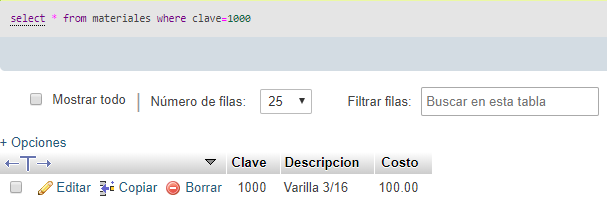 select * from materiales where clave=1000
Mostrar todo | Número de filas: 25 Filtrar filas: Buscar en esta tabla
+ Opciones
←T→ Clave Descripcion Costo
Editar Copiar Borrar 1000 Varilla 3/16 100.00